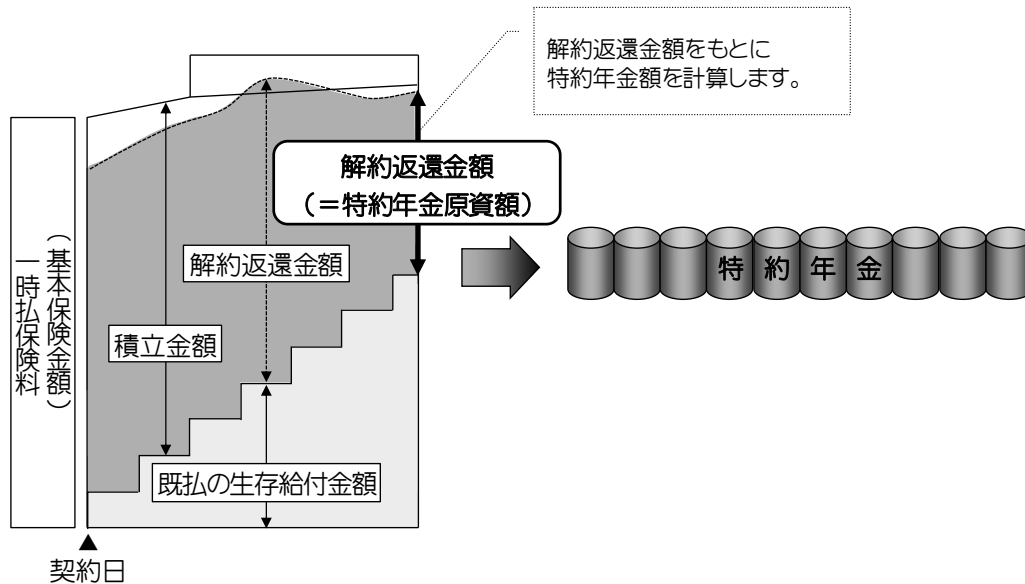 解約返還金額をもとに
特約年金額を計算します。
解約返還金額
（＝特約年金原資額）
解約返還金額
積立金額
既払の生存給付金額
一時払保険料
（基本保険金額）
特約年金
▲
契約日